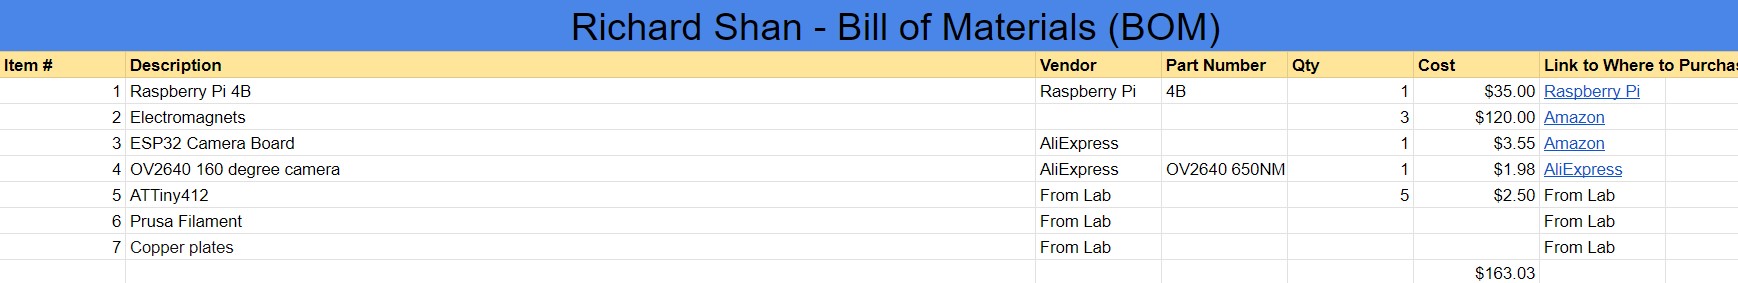 Richard Shan - Bill of Materials (BOM)
Item # Description Vendor Part Number Qty Cost Link to Where to Purcha
1 Raspberry Pi 4B Raspberry Pi 4B 1 $35.00 Raspberry Pi
2 Electromagnets 3 $120.00 Amazon
3 ESP32 Camera Board AliExpress 1 $3.55 Amazon
4 OV2640 160 degree camera AliExpress OV2640 650NM 1 $1.98 AliExpress
5 ATTiny412 From Lab 5 $2.50 From Lab
6 Prusa Filament From Lab From Lab
7 Copper plates From Lab From Lab
$163.03